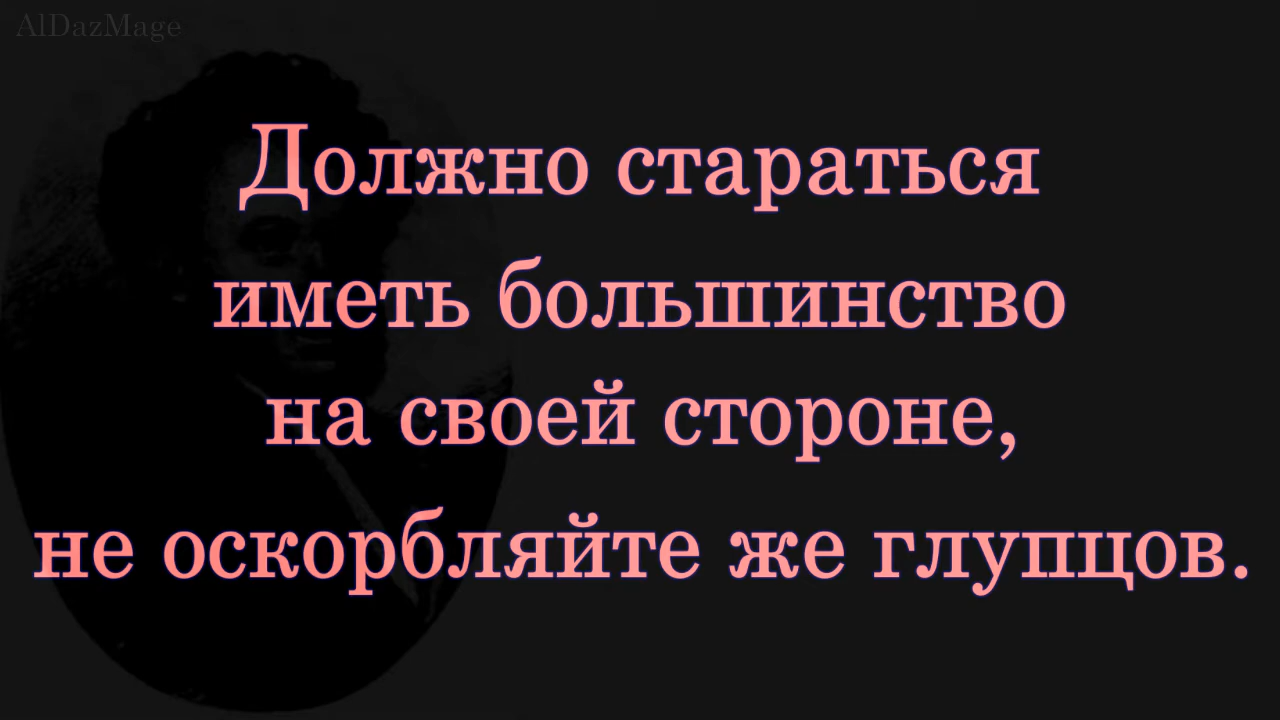 AlDazMage
Должно стараться
иметь большинство
на своей стороне,
не оскорбляйте же глупцов.